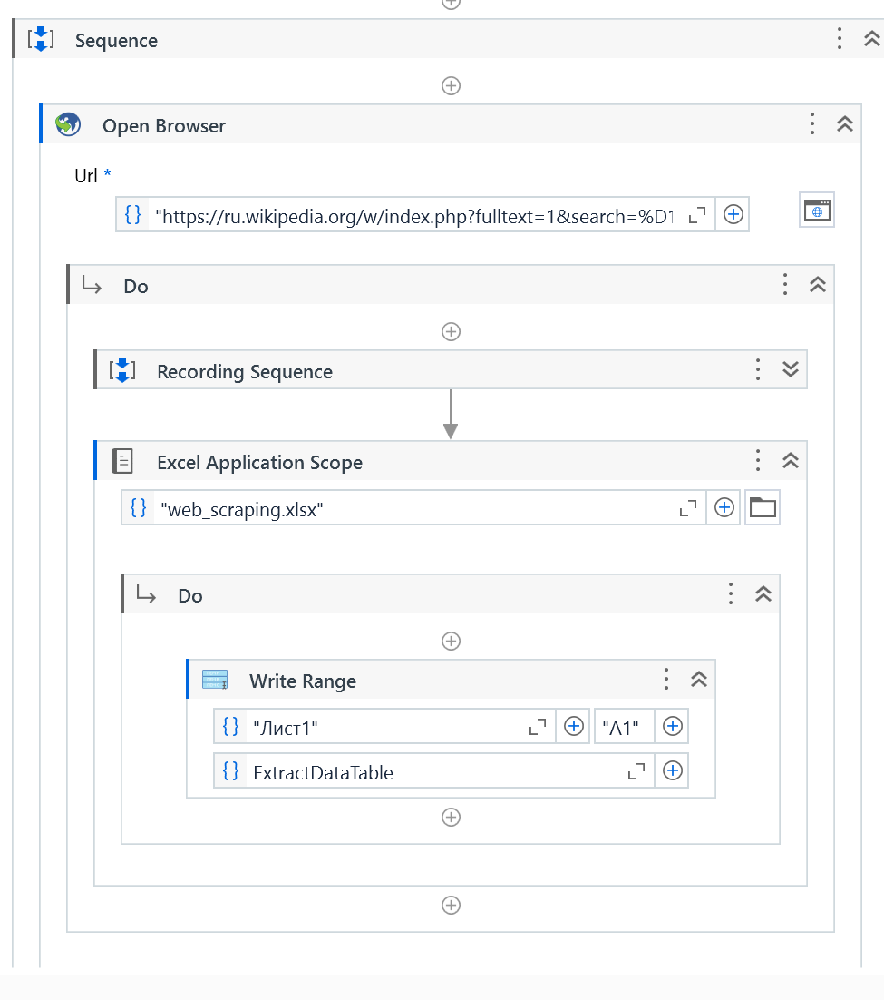 Sequence
Open Browser
Url *
"https://ru.wikipedia.org/w/index.php?fulltext=1&search=%D1
Do
Recording Sequence
Excel Application Scope
"web_scraping.xlsx"
Do
Write Range
"Лист1" "A1"
ExtractDataTable